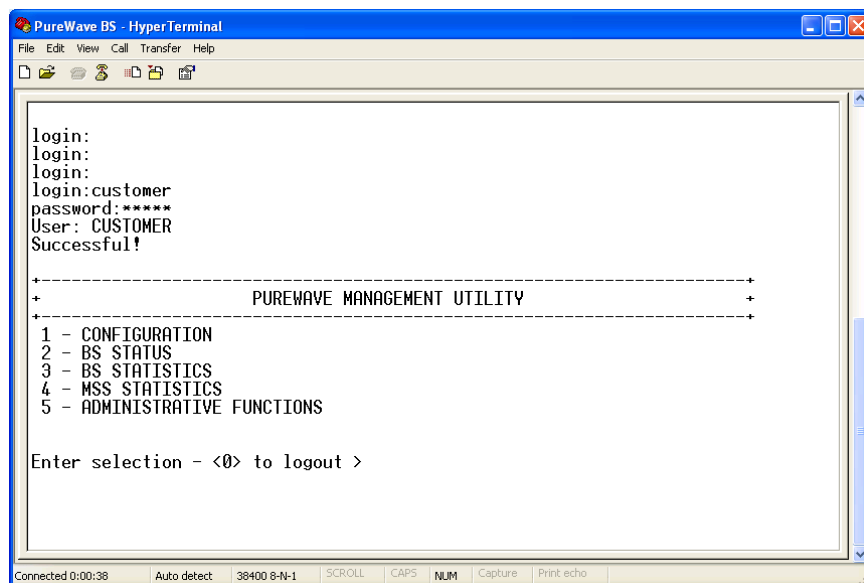 PureWave BS - HyperTerminal
File Edit View Call Transfer Help
login:
login:
login:
login:customer
password:*****
User: CUSTOMER
Successful!
+-----------------------------------------------------------------------+
+ PUREWAVE MANAGEMENT UTILITY +
+-----------------------------------------------------------------------+
1 - CONFIGURATION
2 - BS STATUS
3 - BS STATISTICS
4 - MSS STATISTICS
5 - ADMINISTRATIVE FUNCTIONS
Enter selection - <0> to logout >
Connected 0:00:38 Auto detect 38400 8-N-1 SCROLL CAPS NUM Capture Print echo